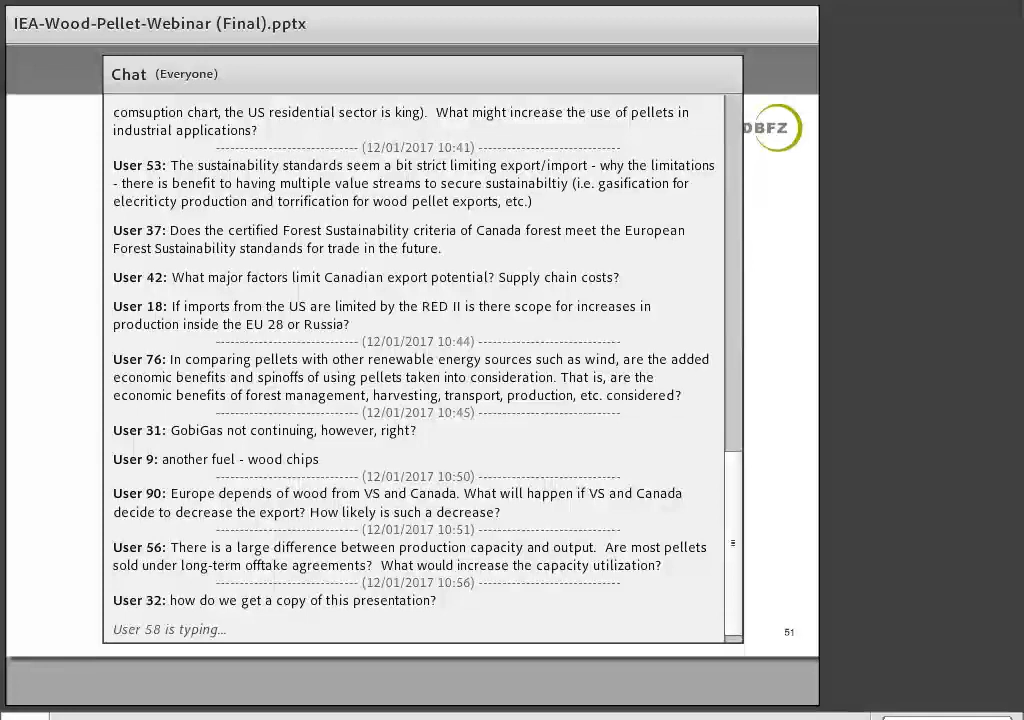 IEA-Wood-Pellet-Webinar (Final).pptx
Chat (Everyone)
comsuption chart, the US residential sector is king). What might increase the use of pellets in
industrial applications?
------------------------------ (12/01/2017 10:41) ------------------------------
User 53: The sustainability standards seem a bit strict limiting export/import - why the limitations
- there is benefit to having multiple value streams to secure sustainabiltiy (i.e. gasification for
elecriticty production and torrification for wood pellet exports, etc.)
User 37: Does the certified Forest Sustainability criteria of Canada forest meet the European
Forest Sustainability standands for trade in the future.
User 42: What major factors limit Canadian export potential? Supply chain costs?
User 18: If imports from the US are limited by the RED II is there scope for increases in
production inside the EU 28 or Russia?
------------------------------ (12/01/2017 10:44) ------------------------------
User 76: In comparing pellets with other renewable energy sources such as wind, are the added
economic benefits and spinoffs of using pellets taken into consideration. That is, are the
economic benefits of forest management, harvesting, transport, production, etc. considered?
------------------------------ (12/01/2017 10:45) ------------------------------
User 31: GobiGas not continuing, however, right?
User 9: another fuel - wood chips
------------------------------ (12/01/2017 10:50) ------------------------------
User 90: Europe depends of wood from VS and Canada. What will happen if VS and Canada
decide to decrease the export? How likely is such a decrease?
------------------------------ (12/01/2017 10:51) ------------------------------
User 56: There is a large difference between production capacity and output. Are most pellets
sold under long-term offtake agreements? What would increase the capacity utilization?
------------------------------ (12/01/2017 10:56) ------------------------------
User 32: how do we get a copy of this presentation?
User 58 is typing...
DBFZ
51